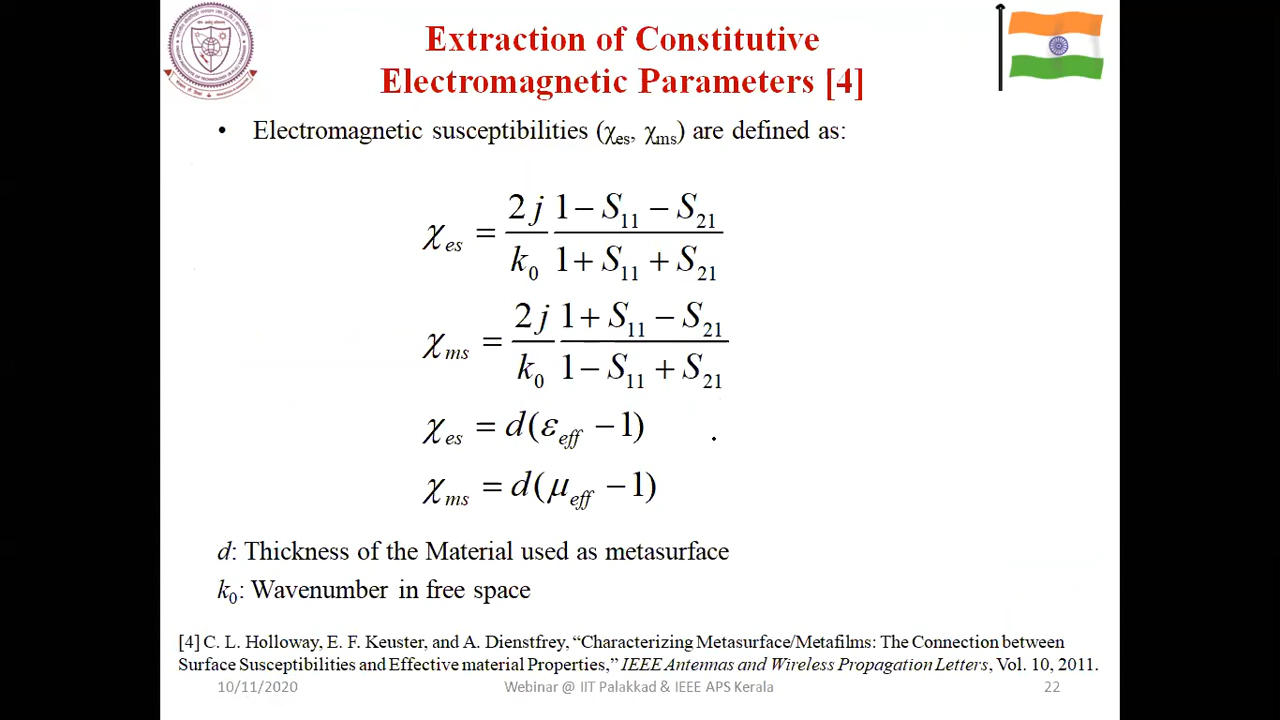 Extraction of Constitutive
Electromagnetic Parameters [4]
• Electromagnetic susceptibilities (χes, χms) are defined as:
χes = 2j/k0 (1 − S11 − S21)/(1 + S11 + S21)
χms = 2j/k0 (1 + S11 − S21)/(1 − S11 + S21)
χes = d(εeff − 1) .
χms = d(μeff − 1)
d: Thickness of the Material used as metasurface
k0: Wavenumber in free space
[4] C. L. Holloway, E. F. Keuster, and A. Dienstfrey, “Characterizing Metasurface/Metafilms: The Connection between
Surface Susceptibilities and Effective material Properties,” IEEE Antennas and Wireless Propagation Letters, Vol. 10, 2011.
10/11/2020 Webinar @ IIT Palakkad & IEEE APS Kerala 22